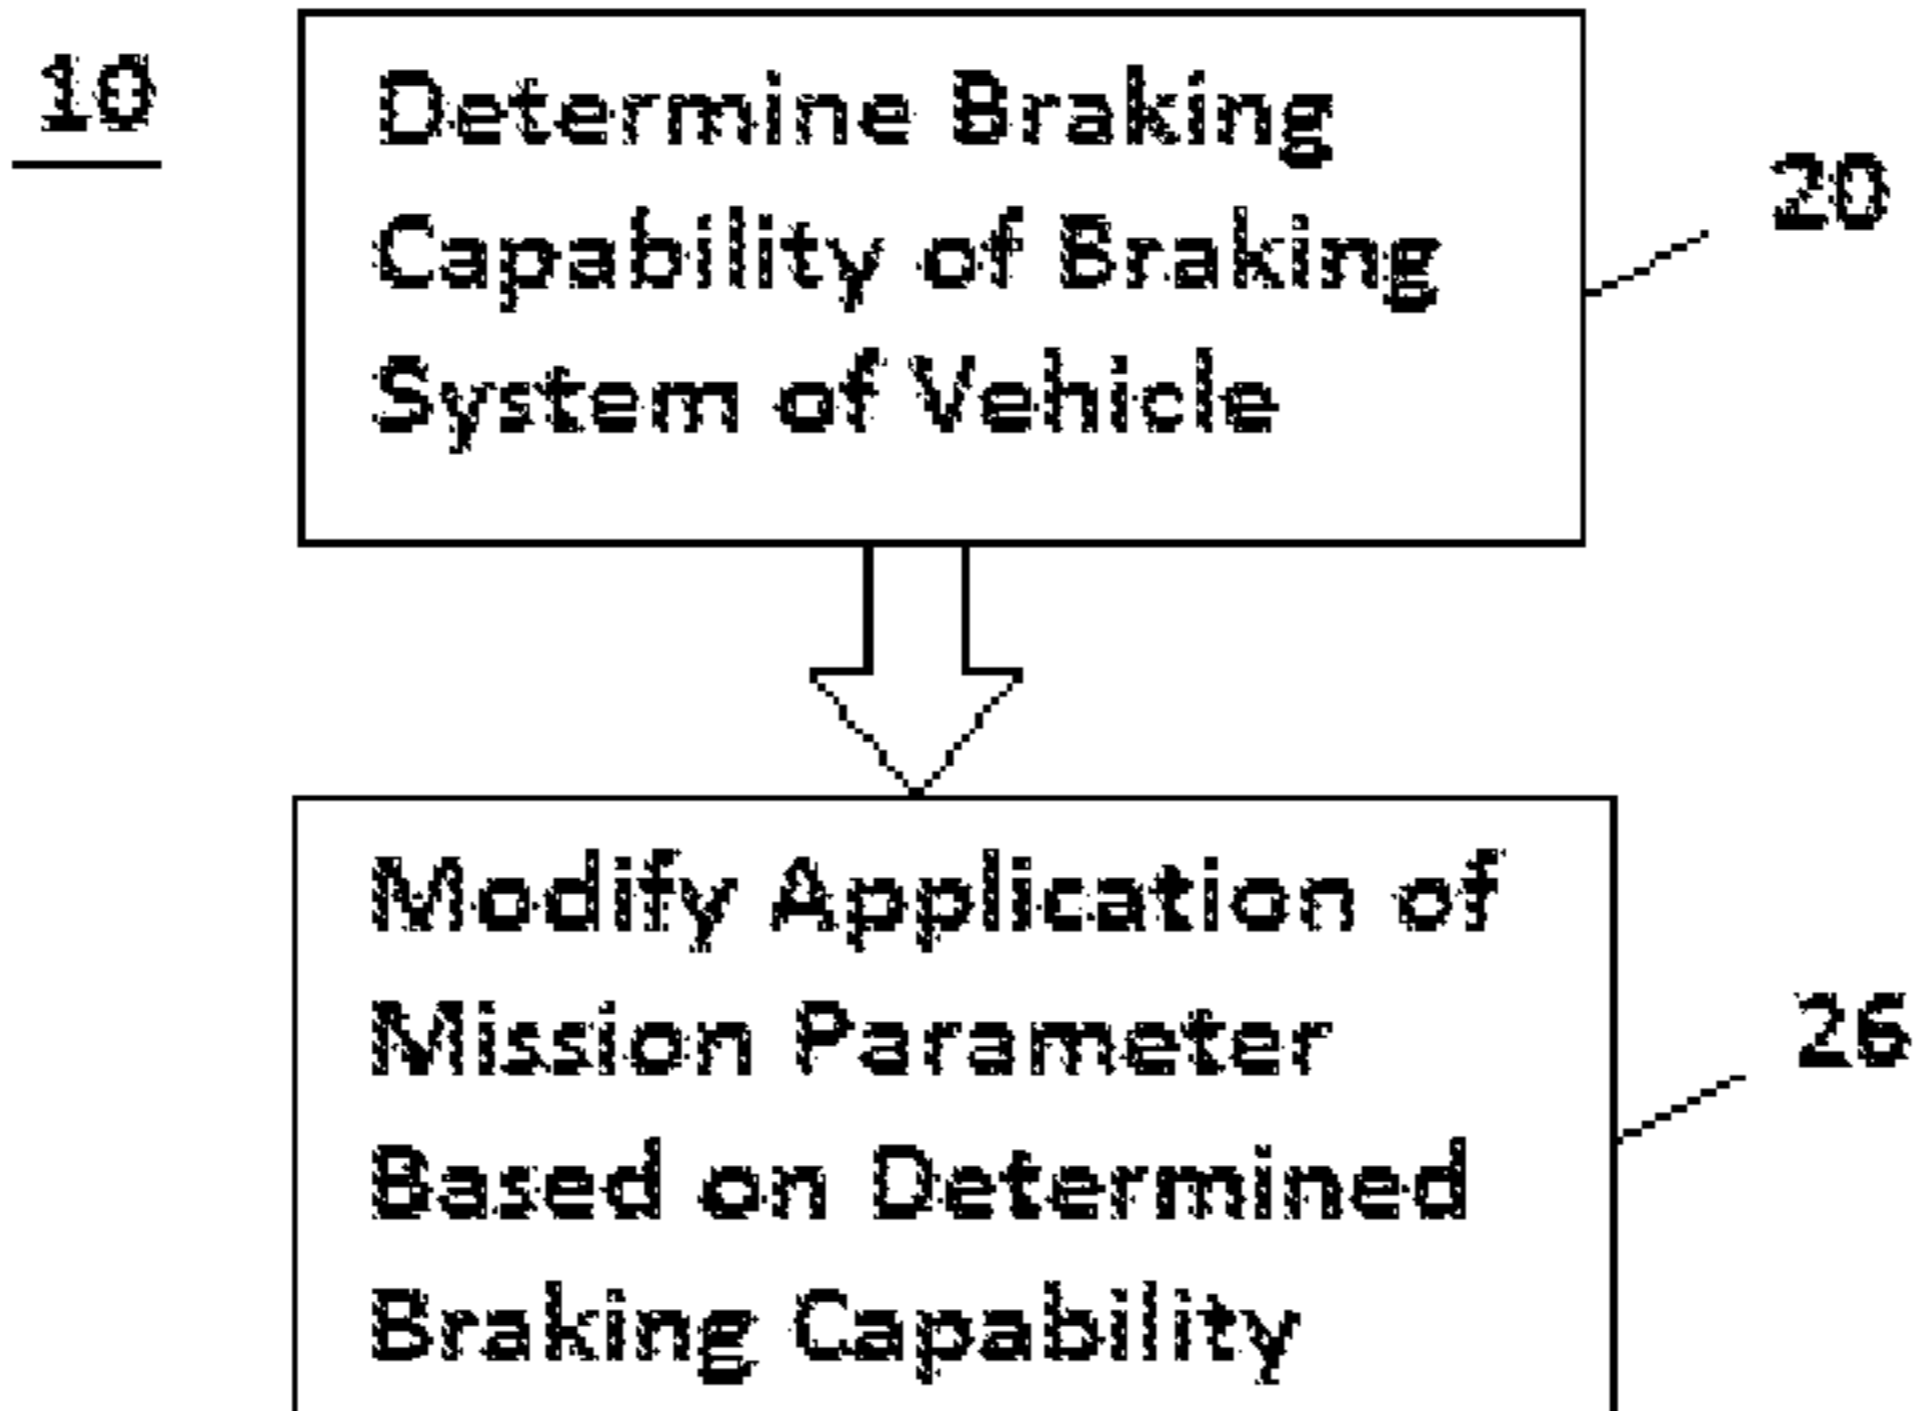 10
Determine Braking
Capability of Braking
System of Vehicle
20
Modify Application of
Mission Parameter
Based on Determined
Braking Capability
26